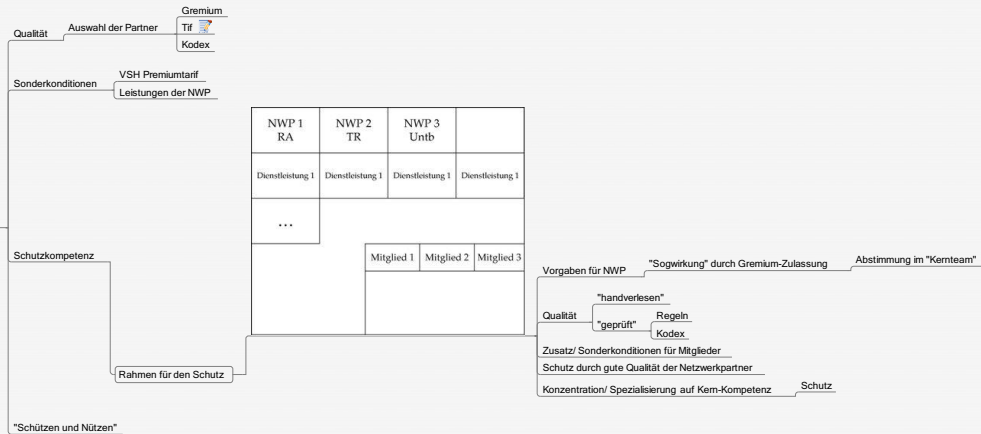 Qualität
Auswahl der Partner
Gremium
Tif
Kodex
Sonderkonditionen
VSH Premiumtarif
Leistungen der NWP
Schutzkompetenz
Rahmen für den Schutz
NWP 1 NWP 2 NWP 3
RA TR Untb
Dienstleistung 1 Dienstleistung 1 Dienstleistung 1 Dienstleistung 1
...
Mitglied 1 Mitglied 2 Mitglied 3
Vorgaben für NWP
"Sogwirkung" durch Gremium-Zulassung
Abstimmung im "Kernteam"
Qualität
"handverlesen"
"geprüft"
Regeln
Kodex
Zusatz/ Sonderkonditionen für Mitglieder
Schutz durch gute Qualität der Netzwerkpartner
Konzentration/ Spezialisierung auf Kern-Kompetenz
Schutz
"Schützen und Nützen"